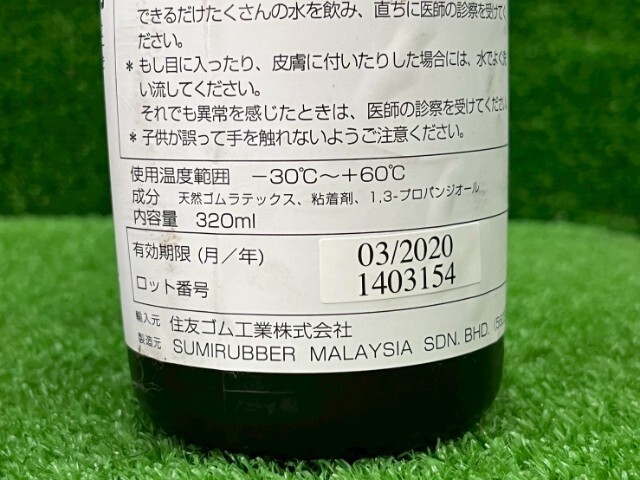 できるだけたくさんの水を飲み、直ちに医師の診察を受けてく
ださい。
＊もし目に入ったり、皮膚に付いたりした場合には、水でよく洗
い流してください。
それでも異常を感じたときは、医師の診察を受けてください。
＊子供が誤って手を触れないようご注意ください。
使用温度範囲 −30℃～＋60℃
成分 天然ゴムラテックス、粘着剤、1,3-プロパンジオール
内容量 320ml
有効期限(月／年) 03/2020
ロット番号 1403154
輸入元 住友ゴム工業株式会社
製造元 SUMIRUBBER MALAYSIA SDN. BHD.